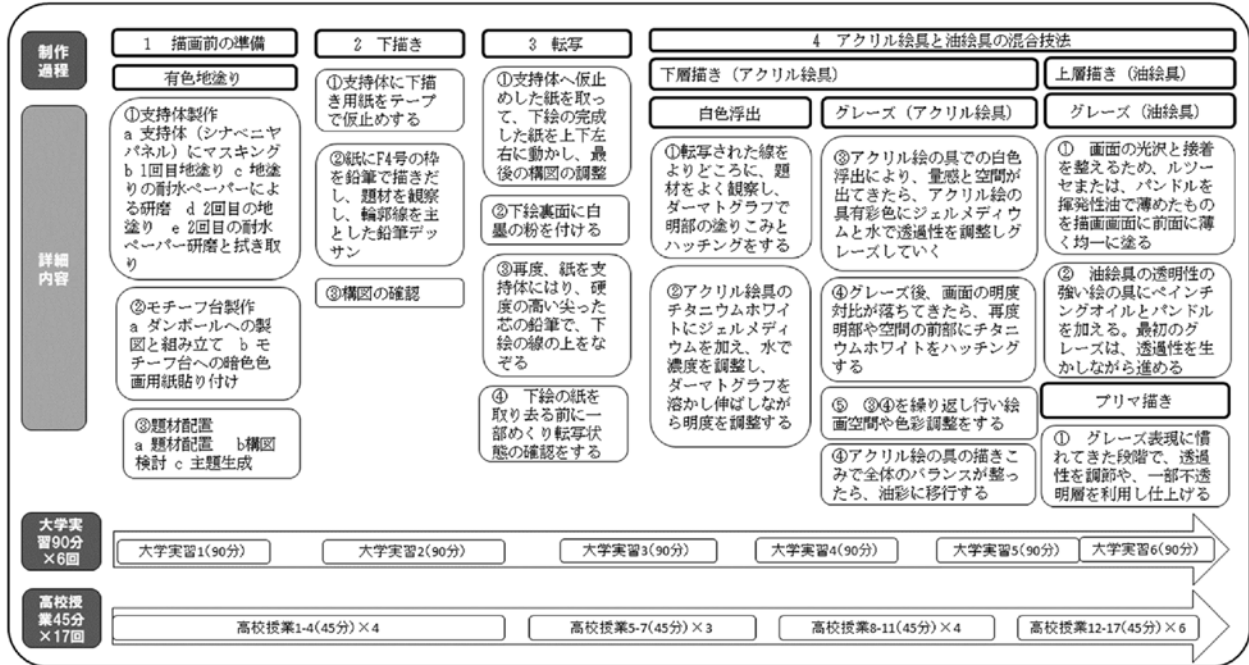 制作
過程
1 描画前の準備
2 下描き
3 転写
4 アクリル絵具と油絵具の混合技法
有色地塗り
下層描き（アクリル絵具）
上層描き（油絵具）
白色浮出
グレーズ（アクリル絵具）
グレーズ（油絵具）
詳細
内容
①支持体製作
a 支持体（シナベニヤ
パネル）にマスキング
b 1回目地塗り c 地塗
りの耐水ペーパーによ
る研磨 d 2回目の地
塗り e 2回目の耐水
ペーパー研磨と拭き取
り
②モチーフ台製作
a ダンボールへの製
図と組み立て b モ
チーフ台への暗色色
画用紙貼り付け
③題材配置
a 題材配置 b構図
検討 c 主題生成
①支持体に下描
き用紙をテープ
で仮止めする
②紙にF4号の枠
を鉛筆で描きだ
し、題材を観察
し、輪郭線を主
とした鉛筆デッ
サン
③構図の確認
①支持体へ仮止
めした紙を取っ
て、下絵の完成
した紙を上下左
右に動かし、最
後の構図の調整
②下絵裏面に白
墨の粉を付ける
③再度、紙を支
持体にはり、硬
度の高い尖った
芯の鉛筆で、下
絵の線の上をな
ぞる
④ 下絵の紙を
取り去る前に一
部めくり転写状
態の確認をする
①転写された線を
よりどころに、題
材をよく観察し、
ダーマトグラフで
明部の塗りこみと
ハッチングをする
②アクリル絵具の
チタニウムホワイ
トにジェルメディ
ウムを加え、水で
濃度を調整し、
ダーマトグラフを
溶かし伸ばしなが
ら明度を調整する
③アクリル絵の具での白色
浮出により、量感と空間が
出てきたら、アクリル絵の
具有彩色にジェルメディウ
ムと水で透過性を調整しグ
レーズしていく
④グレーズ後、画面の明度
対比が落ちてきたら、再度
明部や空間の前部にチタ
ニウムホワイトをハッチング
する
⑤ ③④を繰り返し行い絵
画空間や色彩調整をする
④アクリル絵の具の描きこ
みで全体のバランスが整っ
たら、油彩に移行する
① 画面の光沢と接着
を整えるため、ルツー
セまたは、パンドルを
揮発性油で薄めたもの
を描画画面に前面に薄
く均一に塗る
② 油絵具の透明性の
強い絵の具にペインチ
ングオイルとパンドル
を加える。最初のグ
レーズは、透過性を生
かしながら進める
プリマ描き
① グレーズ表現に慣
れてきた段階で、透過
性を調節や、一部不透
明層を利用し仕上げる
大学実
習90分
×6回
大学実習1(90分)
大学実習2(90分)
大学実習3(90分)
大学実習4(90分)
大学実習5(90分)
大学実習6(90分)
高校授
業45分
×17回
高校授業1-4(45分)×4
高校授業5-7(45分)×3
高校授業8-11(45分)×4
高校授業12-17(45分)×6